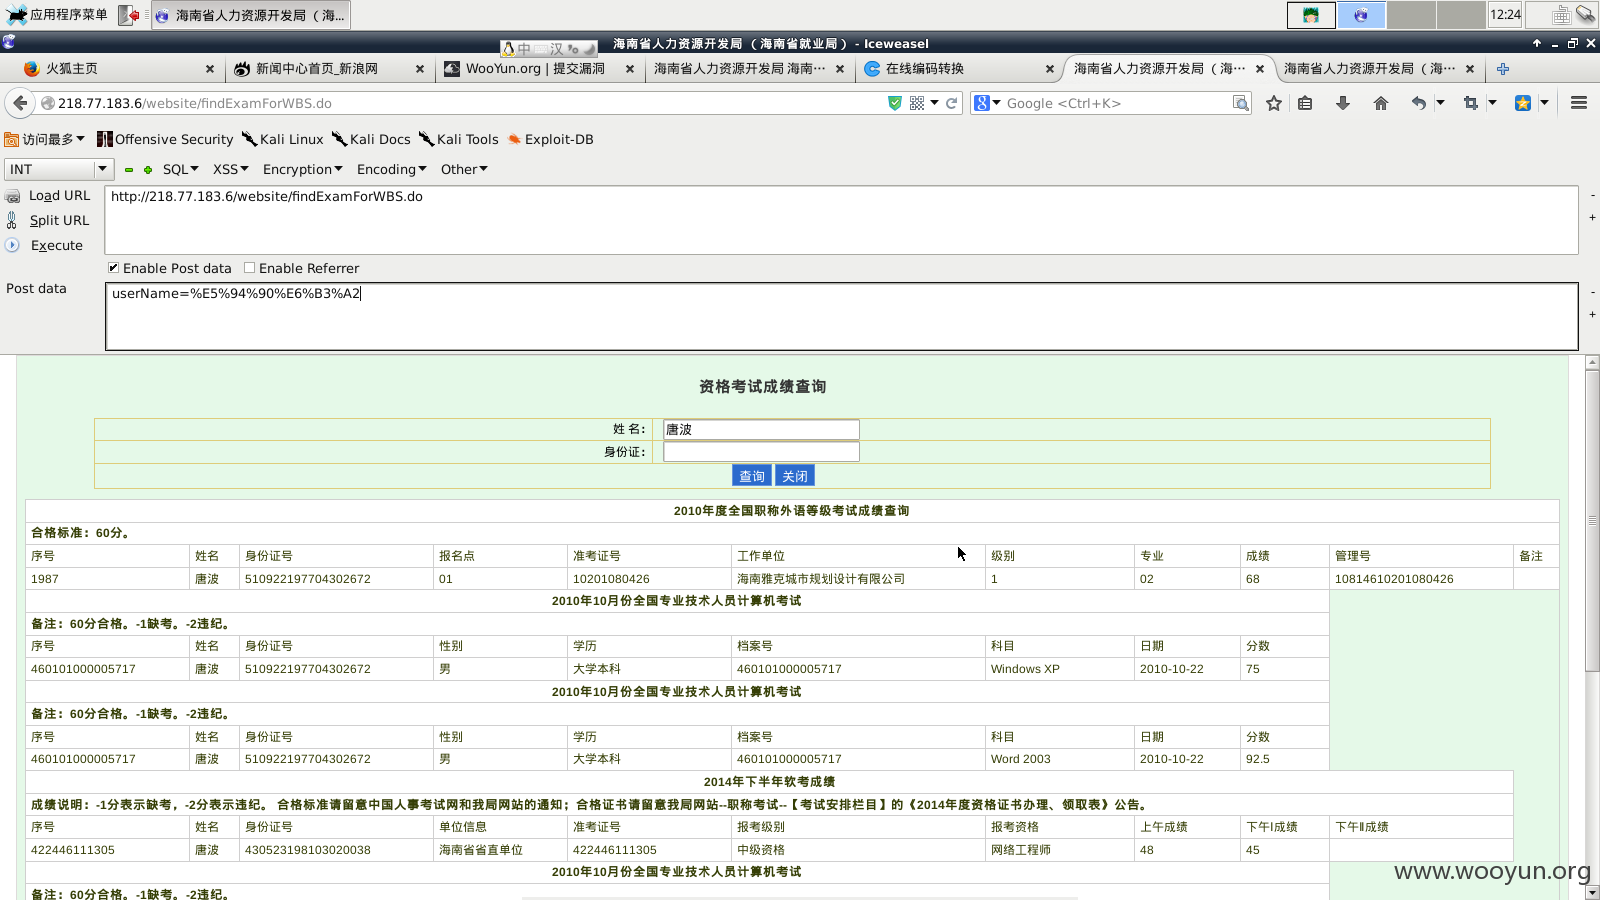 应用程序菜单 海南省人力资源开发局 （海... 12:24
中 汉 海南省人力资源开发局 （海南省就业局） - Iceweasel
火狐主页 新闻中心首页_新浪网 WooYun.org | 提交漏洞 海南省人力资源开发局 海南… 在线编码转换 海南省人力资源开发局 （海… 海南省人力资源开发局 （海…
218.77.183.6/website/findExamForWBS.do Google <Ctrl+K>
访问最多 Offensive Security Kali Linux Kali Docs Kali Tools Exploit-DB
INT SQL XSS Encryption Encoding Other
Load URL http://218.77.183.6/website/findExamForWBS.do
Split URL
Execute
Enable Post data Enable Referrer
Post data userName=%E5%94%90%E6%B3%A2
资格考试成绩查询
姓 名： 唐波
身份证：
查询 关闭
2010年度全国职称外语等级考试成绩查询
合格标准：60分。
序号 姓名 身份证号 报名点 准考证号 工作单位 级别 专业 成绩 管理号 备注
1987 唐波 510922197704302672 01 10201080426 海南雅克城市规划设计有限公司 1 02 68 10814610201080426
2010年10月份全国专业技术人员计算机考试
备注：60分合格。-1缺考。-2违纪。
序号 姓名 身份证号 性别 学历 档案号 科目 日期 分数
460101000005717 唐波 510922197704302672 男 大学本科 460101000005717 Windows XP 2010-10-22 75
2010年10月份全国专业技术人员计算机考试
备注：60分合格。-1缺考。-2违纪。
序号 姓名 身份证号 性别 学历 档案号 科目 日期 分数
460101000005717 唐波 510922197704302672 男 大学本科 460101000005717 Word 2003 2010-10-22 92.5
2014年下半年软考成绩
成绩说明：-1分表示缺考，-2分表示违纪。 合格标准请留意中国人事考试网和我局网站的通知；合格证书请留意我局网站--职称考试--【考试安排栏目】的《2014年度资格证书办理、领取表》公告。
序号 姓名 身份证号 单位信息 准考证号 报考级别 报考资格 上午成绩 下午Ⅰ成绩 下午Ⅱ成绩
422446111305 唐波 430523198103020038 海南省省直单位 422446111305 中级资格 网络工程师 48 45
2010年10月份全国专业技术人员计算机考试
备注：60分合格。-1缺考。-2违纪。
www.wooyun.org